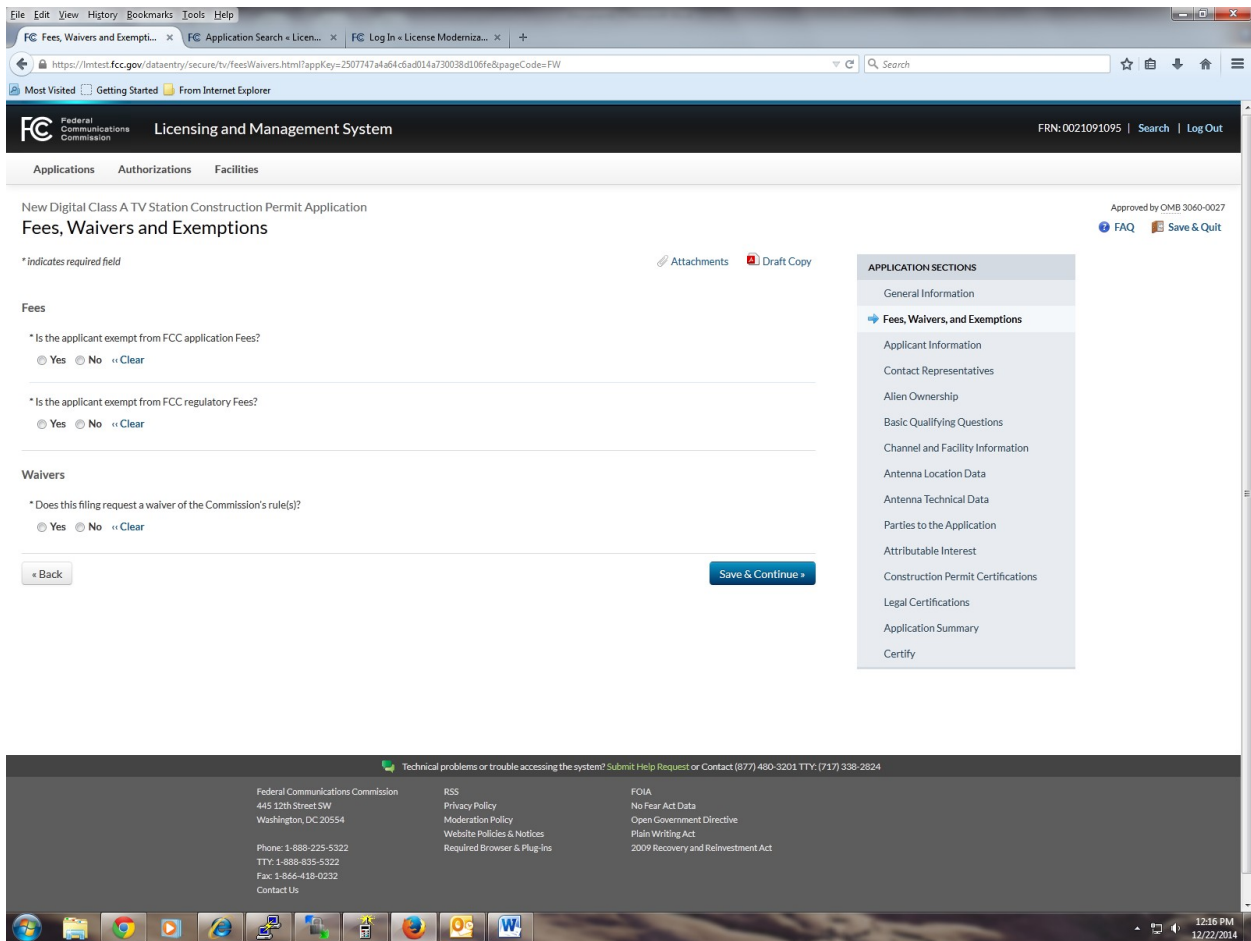 File Edit View History Bookmarks Tools Help
FCC Fees, Waivers and Exempti... × FCC Application Search « Licen... × FCC Log In « License Moderniza... × +
https://lmtest.fcc.gov/dataentry/secure/tv/feesWaivers.html?appKey=2507747a4a64c6ad014a730038d106fe&pageCode=FW Search
Most Visited Getting Started From Internet Explorer
FCC Federal Communications Commission Licensing and Management System FRN: 0021091095 | Search | Log Out
Applications Authorizations Facilities
New Digital Class A TV Station Construction Permit Application Approved by OMB 3060-0027
Fees, Waivers and Exemptions FAQ Save & Quit
* indicates required field Attachments Draft Copy
Fees
* Is the applicant exempt from FCC application Fees?
Yes No ‹‹ Clear
* Is the applicant exempt from FCC regulatory Fees?
Yes No ‹‹ Clear
Waivers
* Does this filing request a waiver of the Commission's rule(s)?
Yes No ‹‹ Clear
« Back Save & Continue »
APPLICATION SECTIONS
General Information
Fees, Waivers, and Exemptions
Applicant Information
Contact Representatives
Alien Ownership
Basic Qualifying Questions
Channel and Facility Information
Antenna Location Data
Antenna Technical Data
Parties to the Application
Attributable Interest
Construction Permit Certifications
Legal Certifications
Application Summary
Certify
Technical problems or trouble accessing the system? Submit Help Request or Contact (877) 480-3201 TTY: (717) 338-2824
Federal Communications Commission
445 12th Street SW
Washington, DC 20554
Phone: 1-888-225-5322
TTY: 1-888-835-5322
Fax: 1-866-418-0232
Contact Us
RSS
Privacy Policy
Moderation Policy
Website Policies & Notices
Required Browser & Plug-ins
FOIA
No Fear Act Data
Open Government Directive
Plain Writing Act
2009 Recovery and Reinvestment Act
12:16 PM
12/22/2014